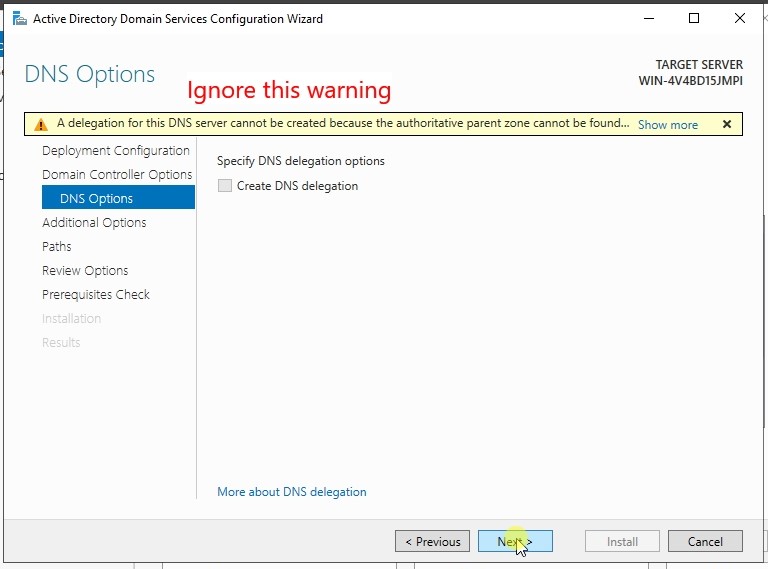 Active Directory Domain Services Configuration Wizard
DNS Options
TARGET SERVER
WIN-4V4BD15JMPI
Ignore this warning
A delegation for this DNS server cannot be created because the authoritative parent zone cannot be found... Show more
Deployment Configuration
Domain Controller Options
DNS Options
Additional Options
Paths
Review Options
Prerequisites Check
Installation
Results
Specify DNS delegation options
Create DNS delegation
More about DNS delegation
< Previous
Next >
Install
Cancel